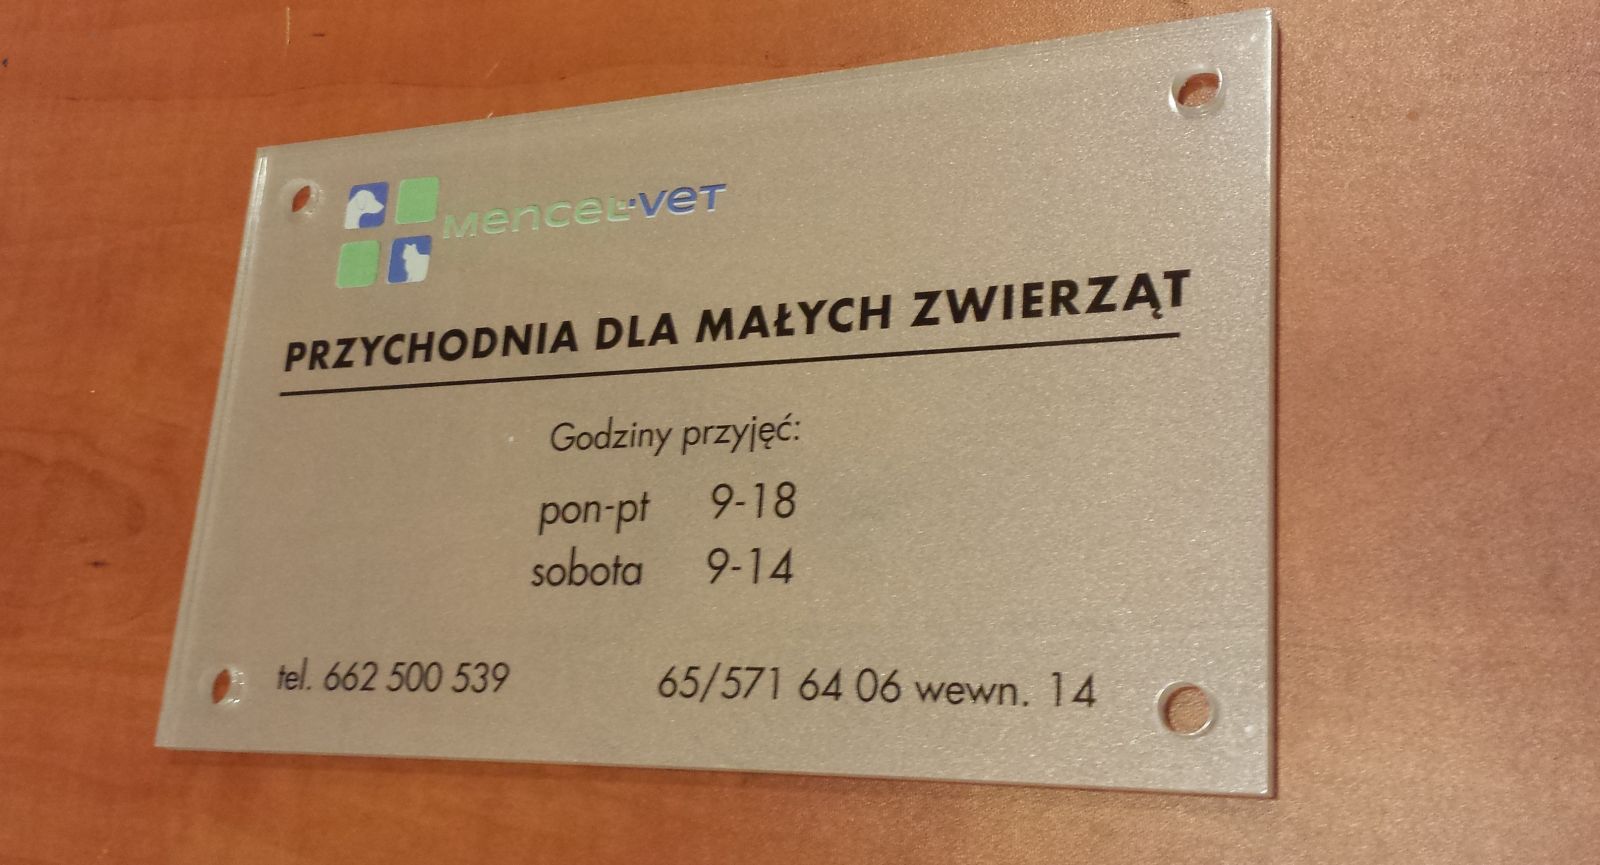 Mencel-vet
PRZYCHODNIA DLA MAŁYCH ZWIERZĄT
Godziny przyjęć:
pon-pt 9-18
sobota 9-14
tel. 662 500 539 65/571 64 06 wewn. 14